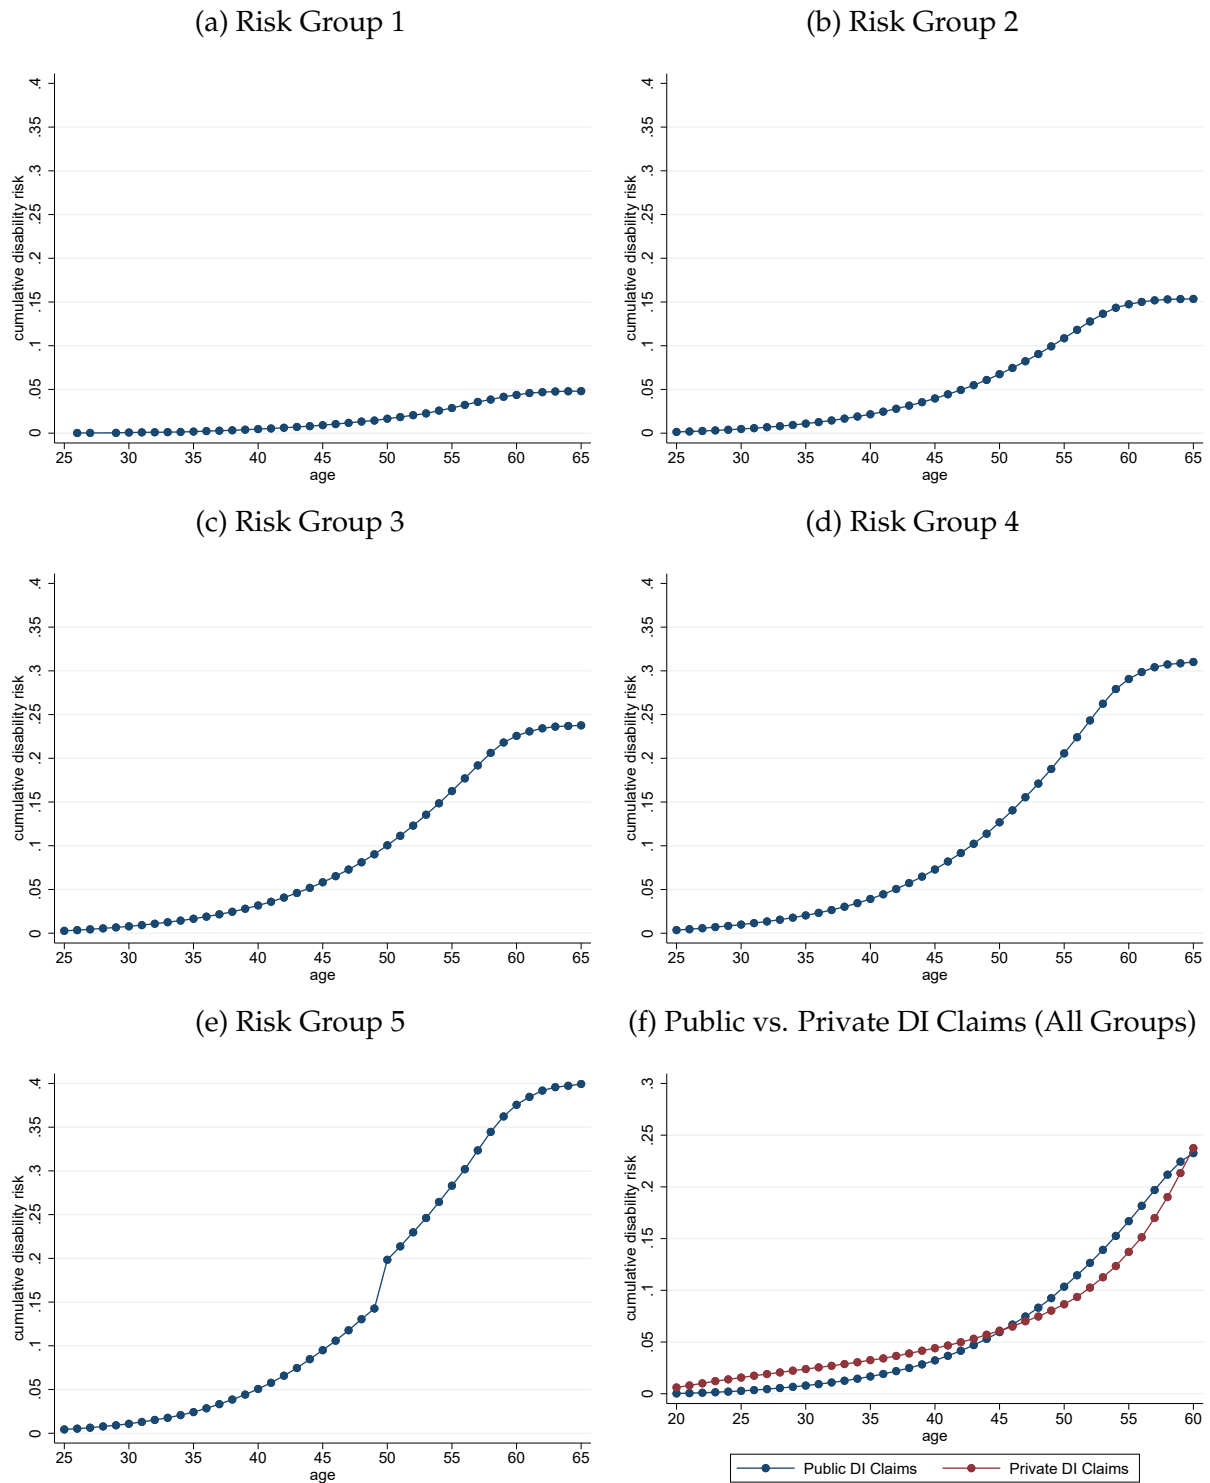 (a) Risk Group 1
cumulative disability risk
0 .05 .1 .15 .2 .25 .3 .35 .4
25 30 35 40 45 50 55 60 65
age
(b) Risk Group 2
cumulative disability risk
0 .05 .1 .15 .2 .25 .3 .35 .4
25 30 35 40 45 50 55 60 65
age
(c) Risk Group 3
cumulative disability risk
0 .05 .1 .15 .2 .25 .3 .35 .4
25 30 35 40 45 50 55 60 65
age
(d) Risk Group 4
cumulative disability risk
0 .05 .1 .15 .2 .25 .3 .35 .4
25 30 35 40 45 50 55 60 65
age
(e) Risk Group 5
cumulative disability risk
0 .05 .1 .15 .2 .25 .3 .35 .4
25 30 35 40 45 50 55 60 65
age
(f) Public vs. Private DI Claims (All Groups)
cumulative disability risk
0 .05 .1 .15 .2 .25 .3
20 25 30 35 40 45 50 55 60
age
Public DI Claims Private DI Claims